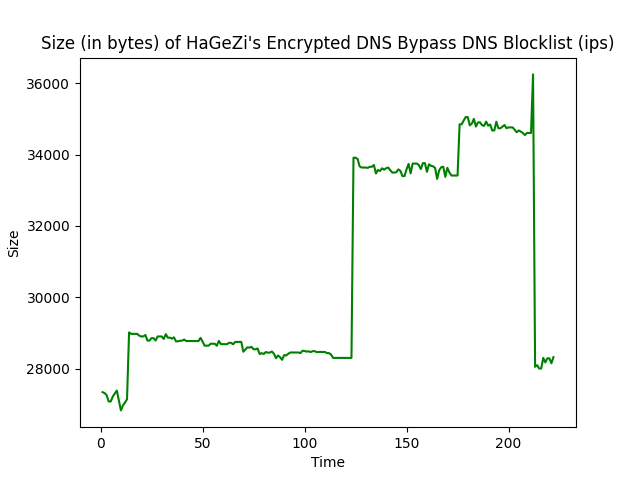 Size (in bytes) of HaGeZi's Encrypted DNS Bypass DNS Blocklist (ips)
36000
34000
32000
30000
28000
Size
0 50 100 150 200
Time